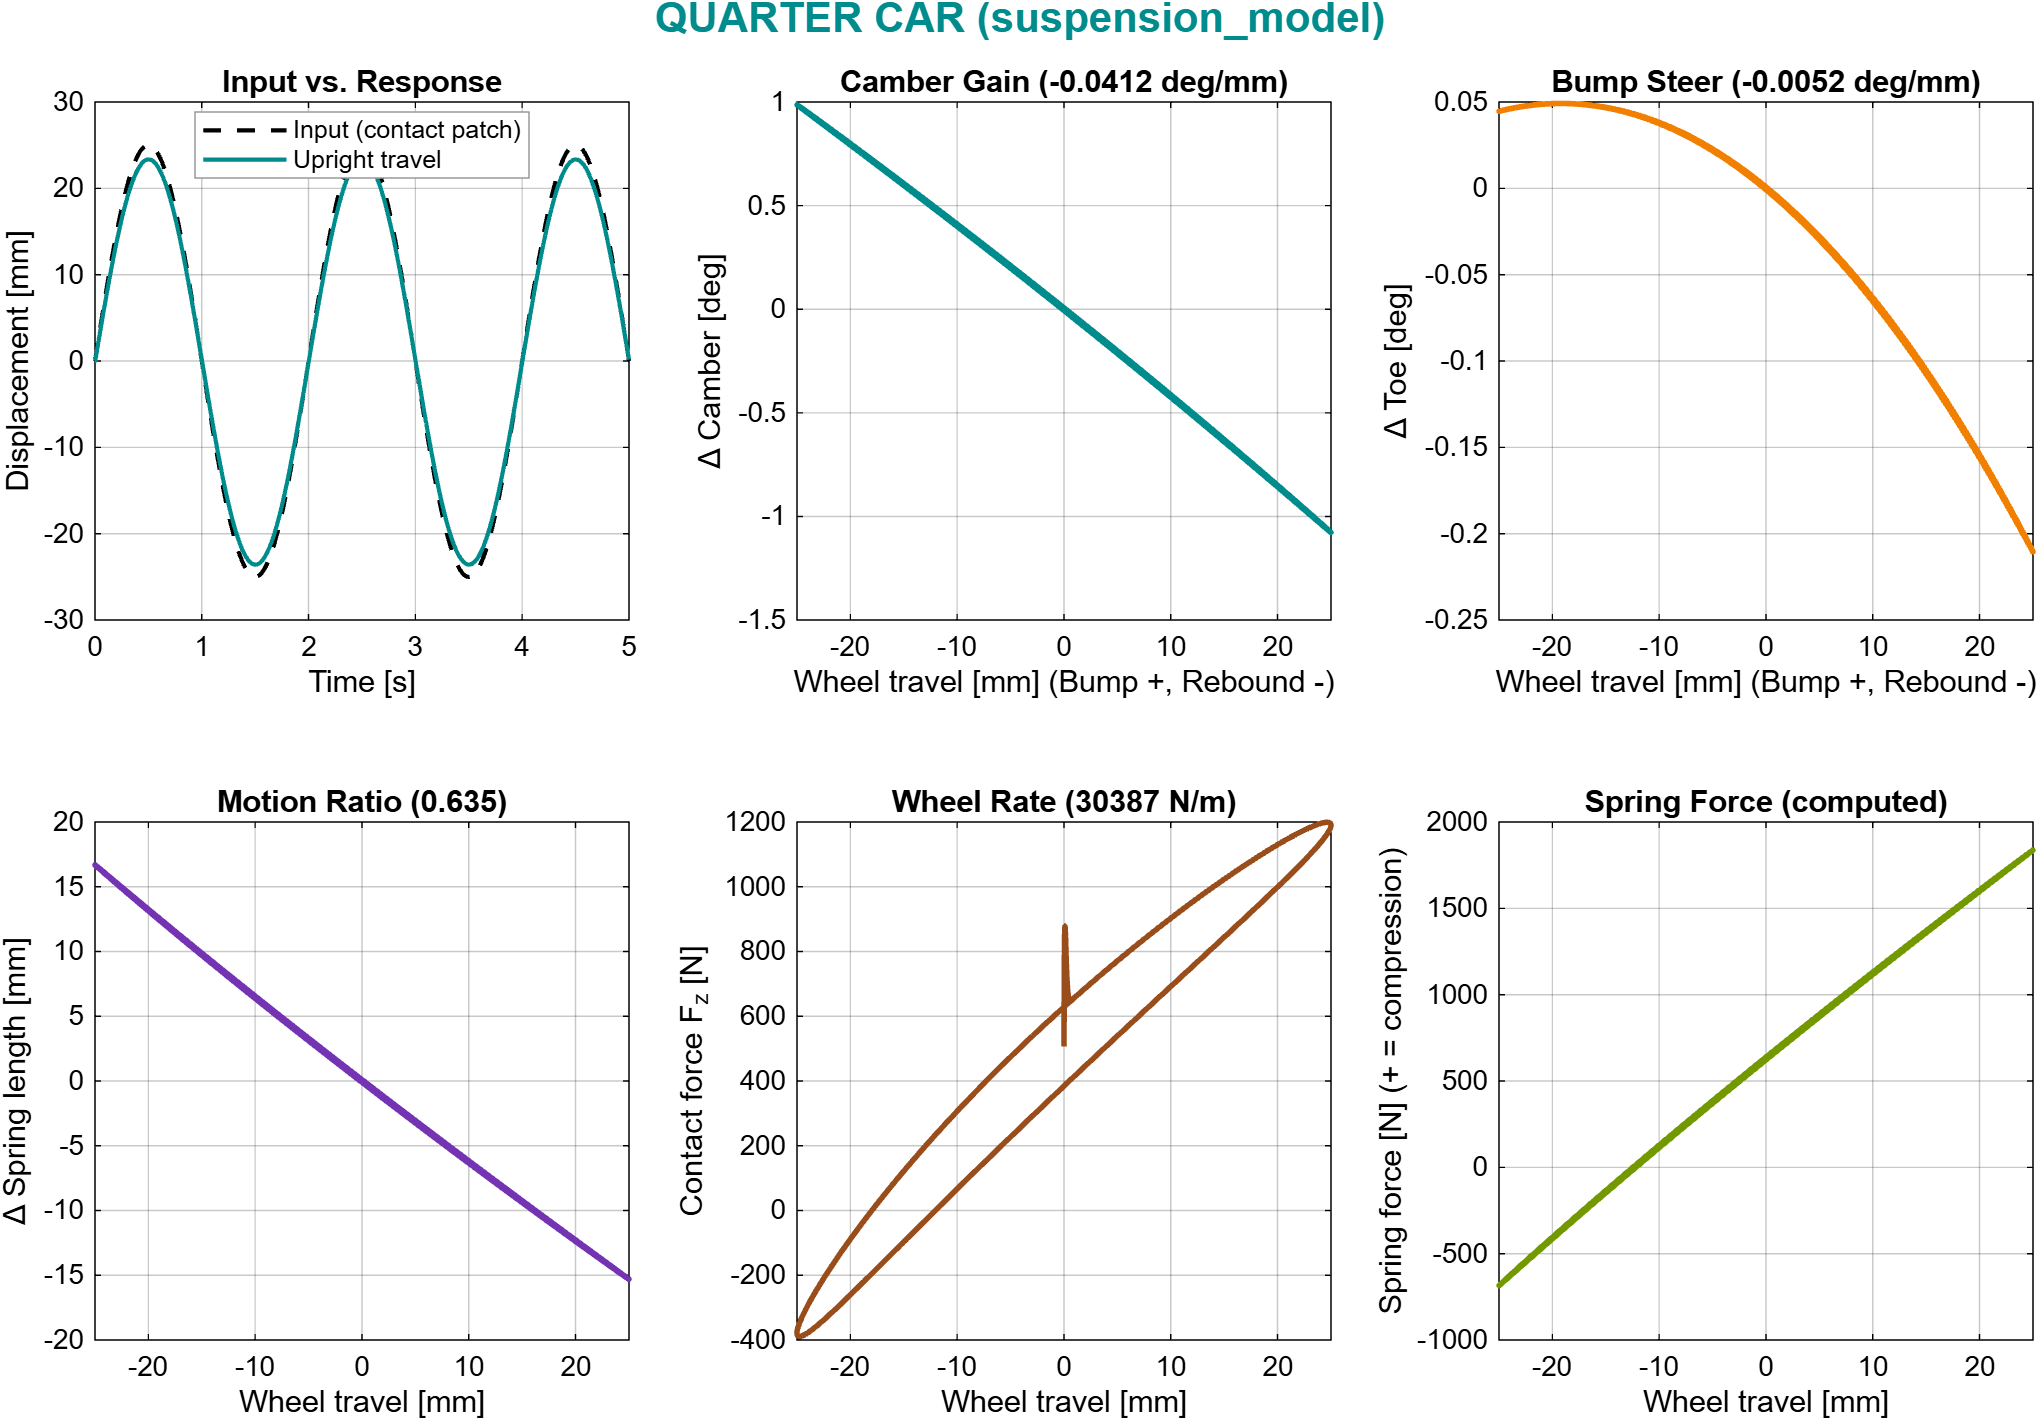 QUARTER CAR (suspension_model)
Input vs. Response
30
20
10
0
-10
-20
-30
Displacement [mm]
Input (contact patch)
Upright travel
0 1 2 3 4 5
Time [s]
Camber Gain (-0.0412 deg/mm)
1
0.5
0
-0.5
-1
-1.5
Δ Camber [deg]
-20 -10 0 10 20
Wheel travel [mm] (Bump +, Rebound -)
Bump Steer (-0.0052 deg/mm)
0.05
0
-0.05
-0.1
-0.15
-0.2
-0.25
Δ Toe [deg]
-20 -10 0 10 20
Wheel travel [mm] (Bump +, Rebound -)
Motion Ratio (0.635)
20
15
10
5
0
-5
-10
-15
-20
Δ Spring length [mm]
-20 -10 0 10 20
Wheel travel [mm]
Wheel Rate (30387 N/m)
1200
1000
800
600
400
200
0
-200
-400
Contact force F_z [N]
-20 -10 0 10 20
Wheel travel [mm]
Spring Force (computed)
2000
1500
1000
500
0
-500
-1000
Spring force [N] (+ = compression)
-20 -10 0 10 20
Wheel travel [mm]